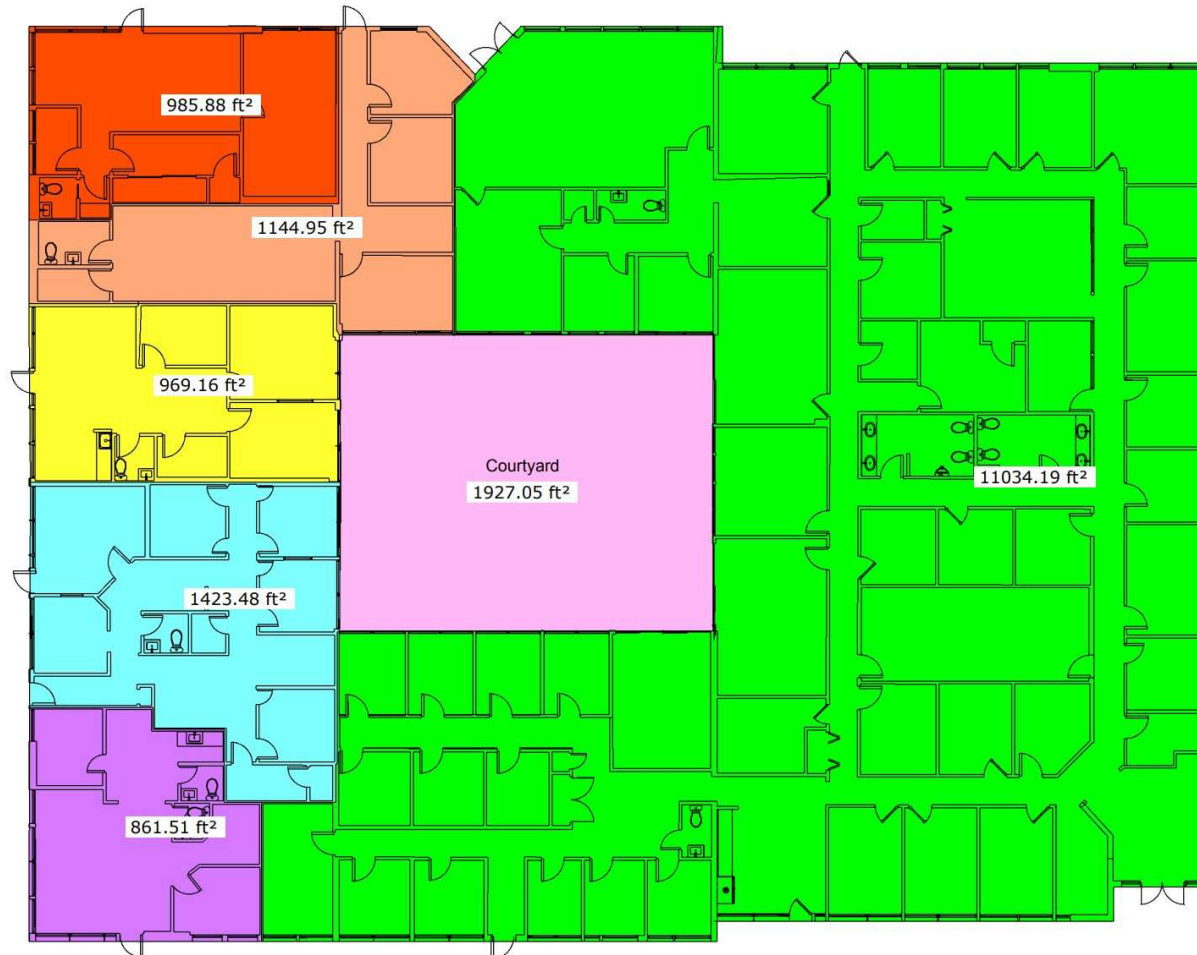 985.88 ft²
1144.95 ft²
969.16 ft²
Courtyard
1927.05 ft²
11034.19 ft²
1423.48 ft²
861.51 ft²